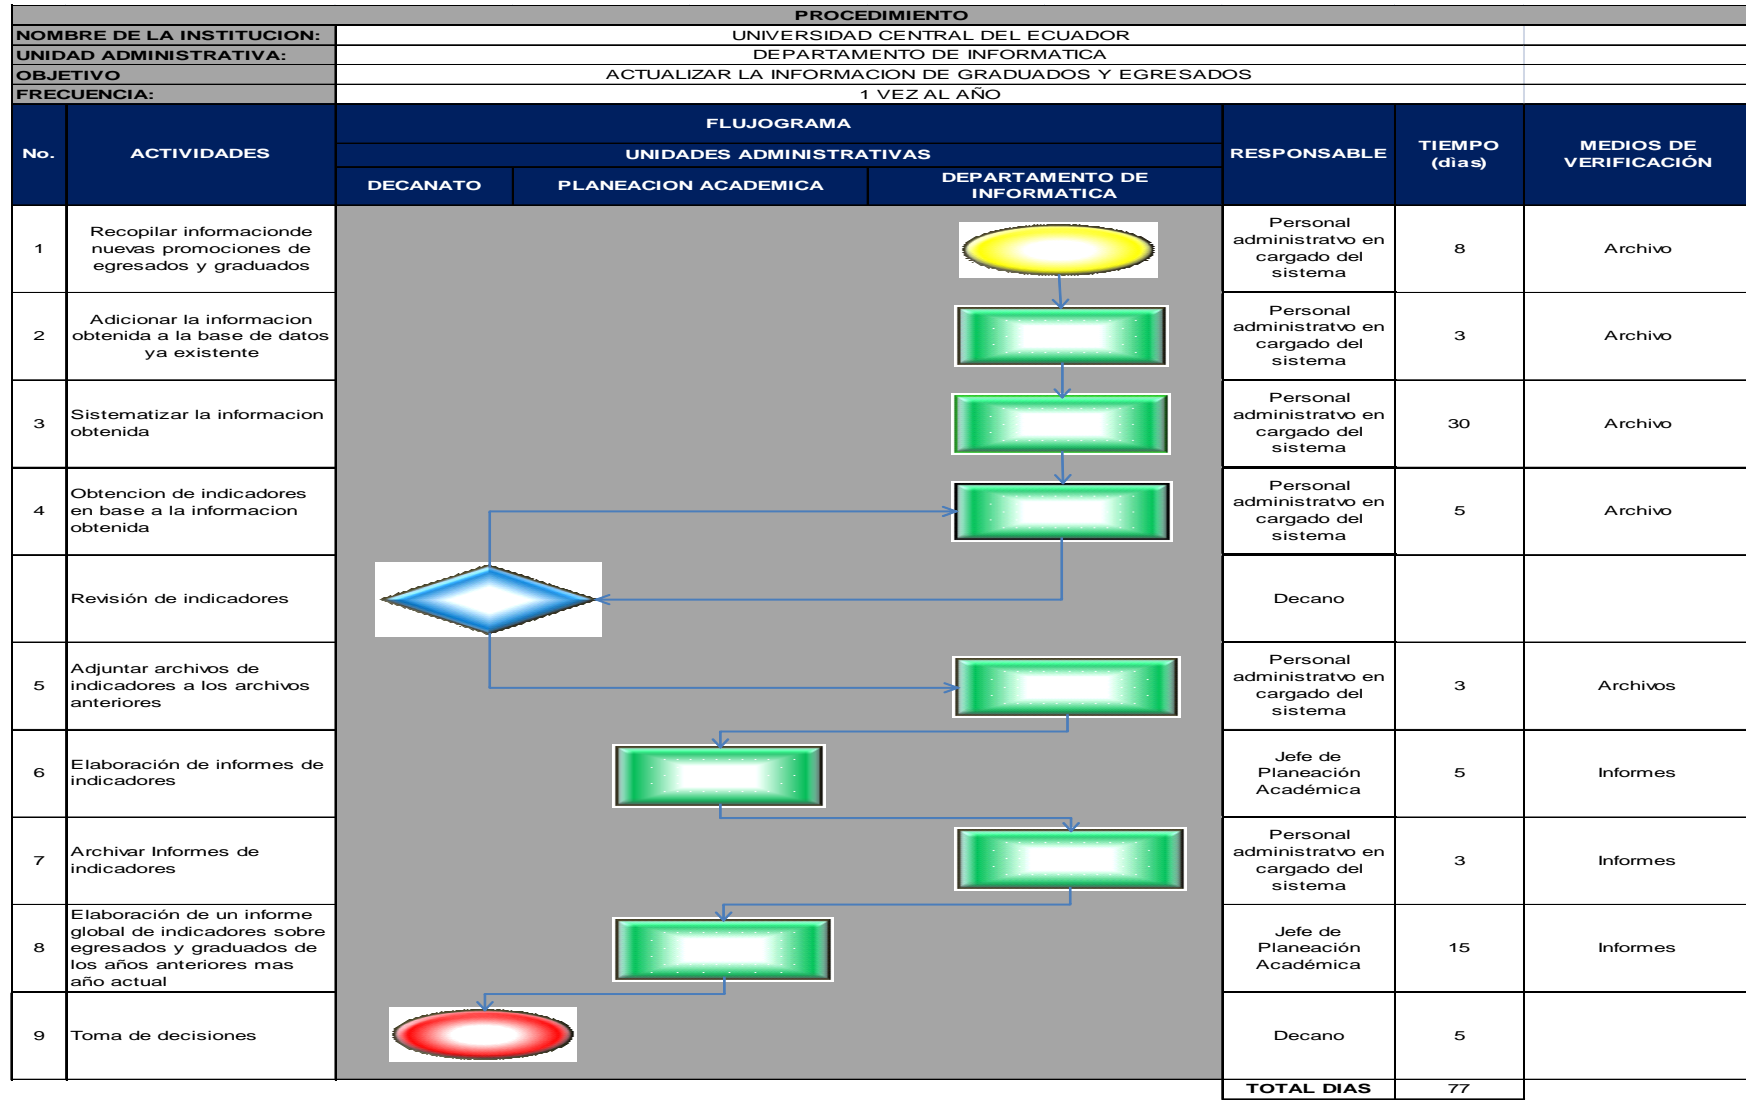 PROCEDIMIENTO
NOMBRE DE LA INSTITUCION: UNIVERSIDAD CENTRAL DEL ECUADOR
UNIDAD ADMINISTRATIVA: DEPARTAMENTO DE INFORMATICA
OBJETIVO ACTUALIZAR LA INFORMACION DE GRADUADOS Y EGRESADOS
FRECUENCIA: 1 VEZ AL AÑO
No.
ACTIVIDADES
FLUJOGRAMA
UNIDADES ADMINISTRATIVAS
DECANATO
PLANEACION ACADEMICA
DEPARTAMENTO DE
INFORMATICA
RESPONSABLE
TIEMPO
(dìas)
MEDIOS DE
VERIFICACIÓN
1
Recopilar informacionde
nuevas promociones de
egresados y graduados
Personal
administratvo en
cargado del
sistema
8
Archivo
2
Adicionar la informacion
obtenida a la base de datos
ya existente
Personal
administratvo en
cargado del
sistema
3
Archivo
3
Sistematizar la informacion
obtenida
Personal
administratvo en
cargado del
sistema
30
Archivo
4
Obtencion de indicadores
en base a la informacion
obtenida
Personal
administratvo en
cargado del
sistema
5
Archivo
Revisión de indicadores
Decano
5
Adjuntar archivos de
indicadores a los archivos
anteriores
Personal
administratvo en
cargado del
sistema
3
Archivos
6
Elaboración de informes de
indicadores
Jefe de
Planeación
Académica
5
Informes
7
Archivar Informes de
indicadores
Personal
administratvo en
cargado del
sistema
3
Informes
8
Elaboración de un informe
global de indicadores sobre
egresados y graduados de
los años anteriores mas
año actual
Jefe de
Planeación
Académica
15
Informes
9
Toma de decisiones
Decano
5
TOTAL DIAS 77